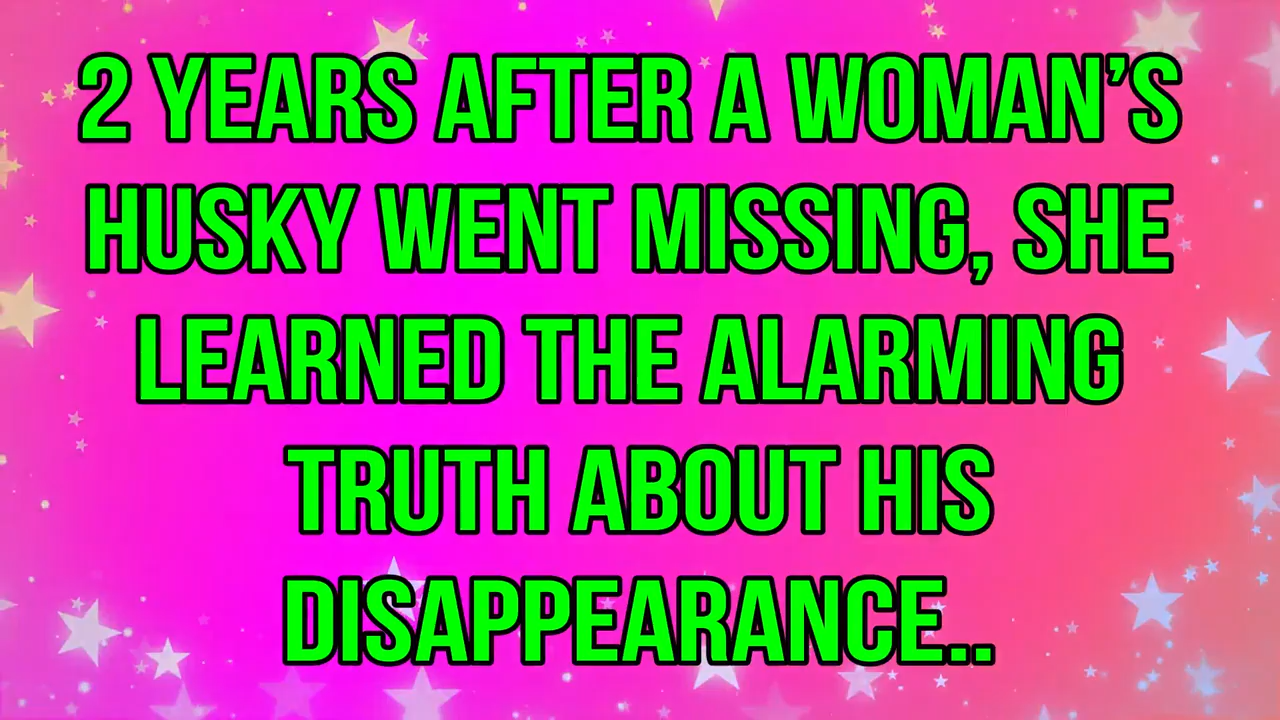 2 YEARS AFTER A WOMAN’S
HUSKY WENT MISSING, SHE
LEARNED THE ALARMING
TRUTH ABOUT HIS
DISAPPEARANCE..